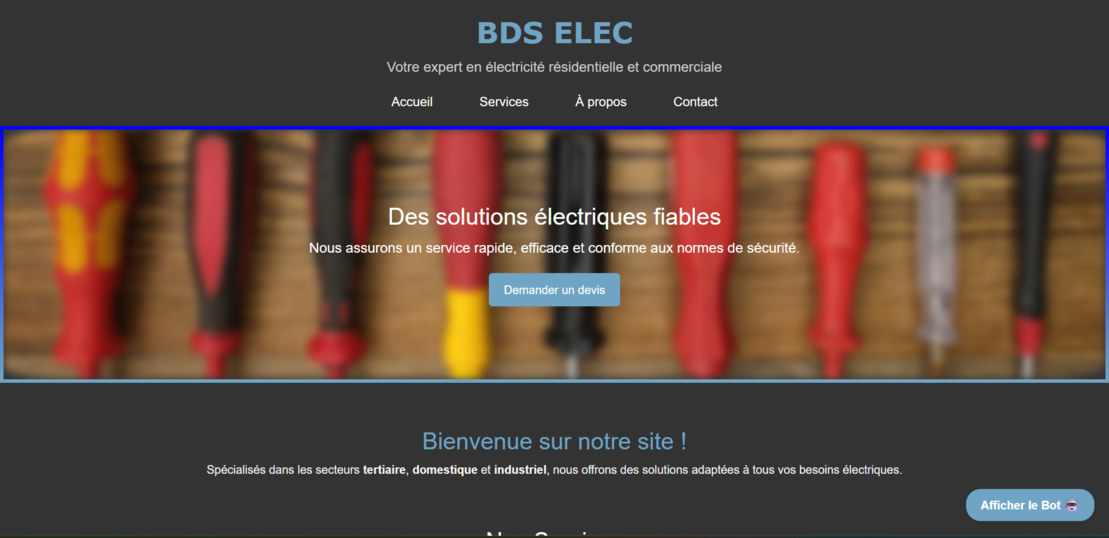 BDS ELEC
Votre expert en électricité résidentielle et commerciale
Accueil Services À propos Contact
Des solutions électriques fiables
Nous assurons un service rapide, efficace et conforme aux normes de sécurité.
Demander un devis
Bienvenue sur notre site !
Spécialisés dans les secteurs tertiaire, domestique et industriel, nous offrons des solutions adaptées à tous vos besoins électriques.
Afficher le Bot